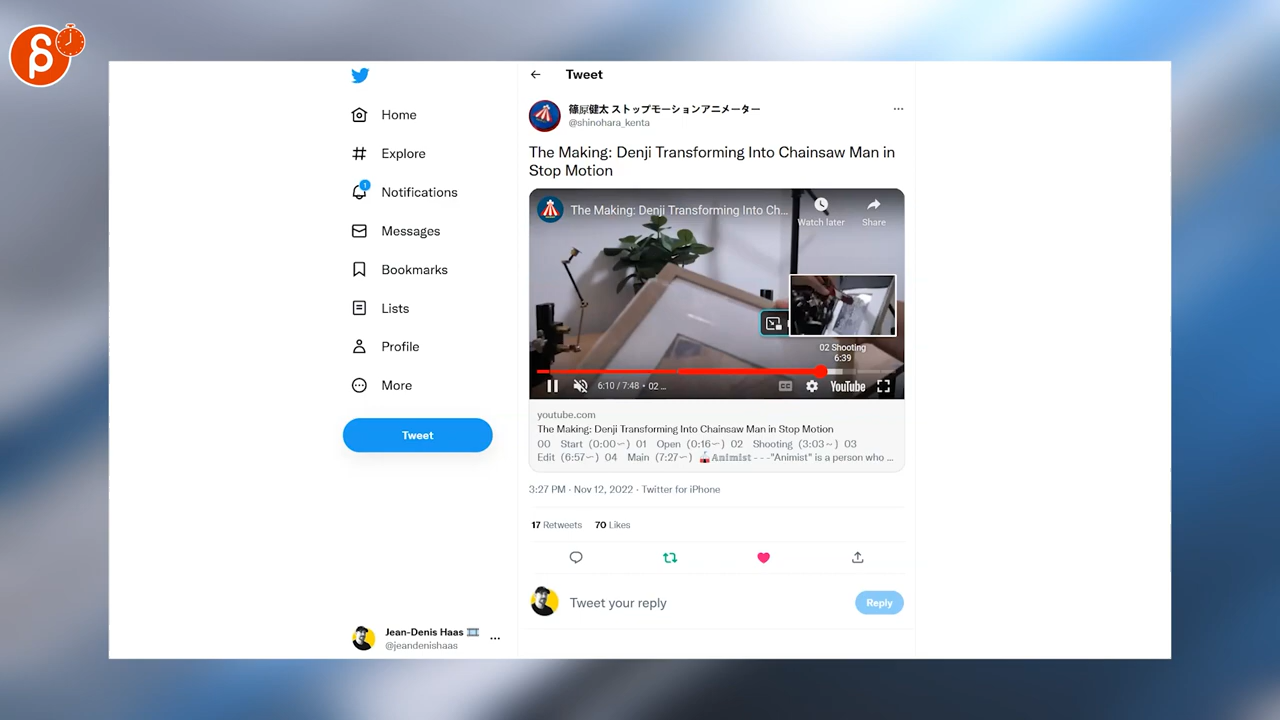 Tweet
Home
Explore
1
Notifications
Messages
Bookmarks
Lists
Profile
More
Tweet
Jean-Denis Haas
@jeandenishaas
篠原健太 ストップモーションアニメーター
@shinohara_kenta
The Making: Denji Transforming Into Chainsaw Man in
Stop Motion
The Making: Denji Transforming Into Ch...
Watch later
Share
02 Shooting
6:39
6:10 / 7:48 • 02 ...
CC
YouTube
youtube.com
The Making: Denji Transforming Into Chainsaw Man in Stop Motion
00 Start (0:00〜) 01 Open (0:16〜) 02 Shooting (3:03～) 03
Edit (6:57〜) 04 Main (7:27〜) 🎪𝔸𝕟𝕚𝕞𝕚𝕤𝕥 - - -"Animist" is a person who ...
3:27 PM · Nov 12, 2022 · Twitter for iPhone
17 Retweets 70 Likes
Tweet your reply
Reply